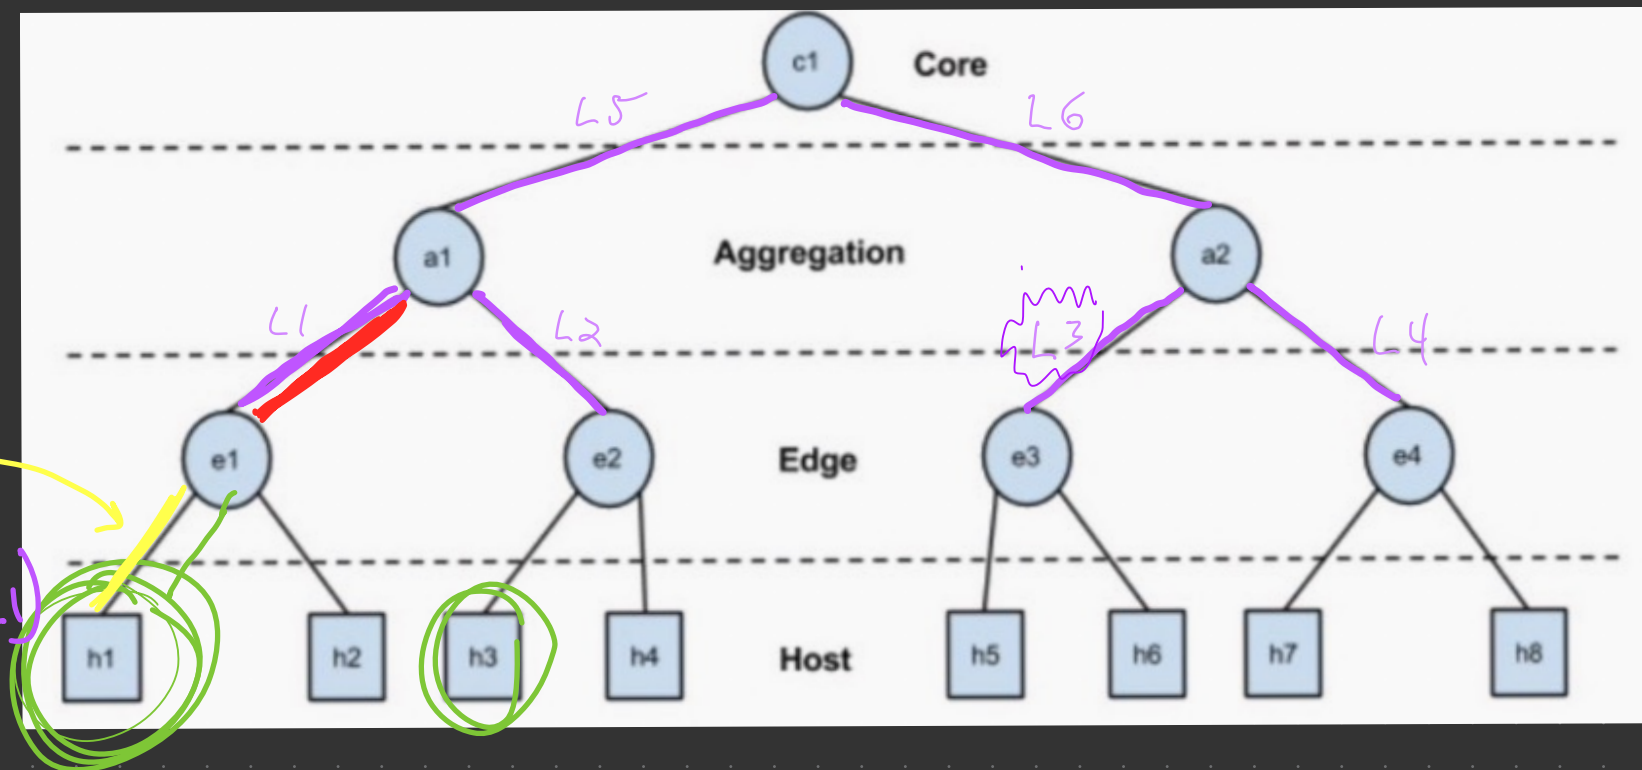 c1 Core
L5 L6
a1 Aggregation a2
L1 L2 L3 L4
e1 e2 Edge e3 e4
h1 h2 h3 h4 Host h5 h6 h7 h8